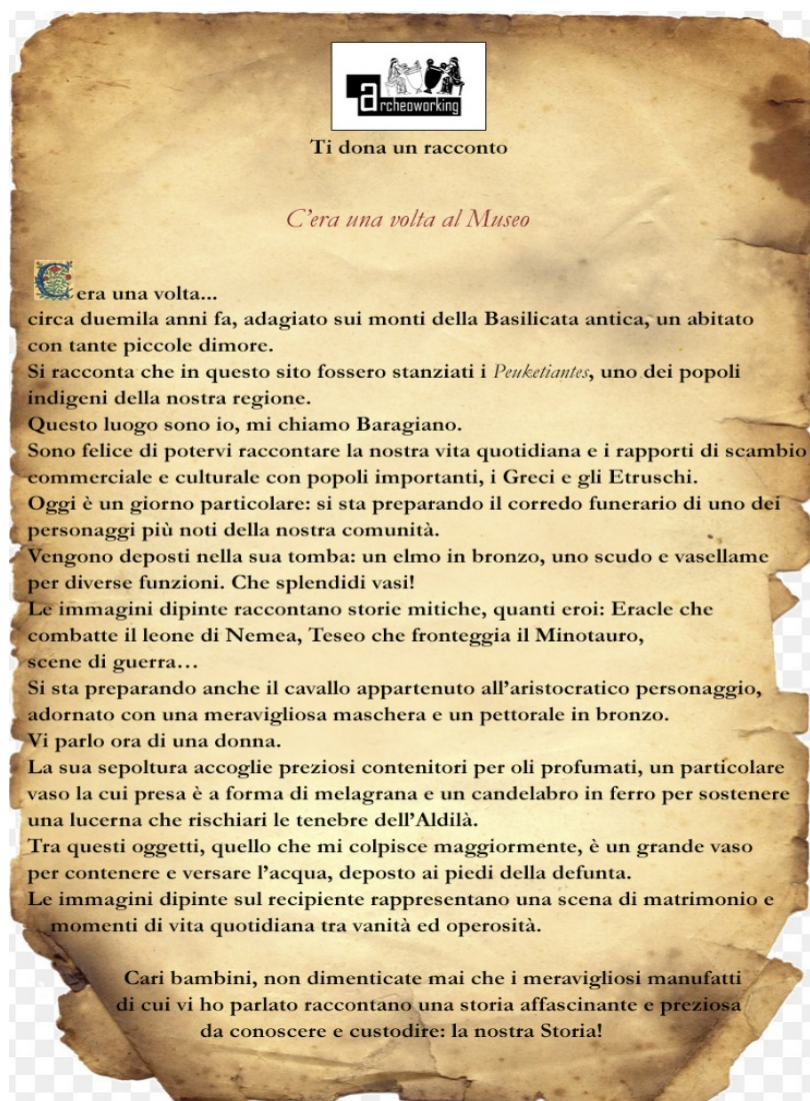 archeoworking
Ti dona un racconto
C'era una volta al Museo
C'era una volta...
circa duemila anni fa, adagiato sui monti della Basilicata antica, un abitato
con tante piccole dimore.
Si racconta che in questo sito fossero stanziati i Peuketiantes, uno dei popoli
indigeni della nostra regione.
Questo luogo sono io, mi chiamo Baragiano.
Sono felice di potervi raccontare la nostra vita quotidiana e i rapporti di scambio
commerciale e culturale con popoli importanti, i Greci e gli Etruschi.
Oggi è un giorno particolare: si sta preparando il corredo funerario di uno dei
personaggi più noti della nostra comunità.
Vengono deposti nella sua tomba: un elmo in bronzo, uno scudo e vasellame
per diverse funzioni. Che splendidi vasi!
Le immagini dipinte raccontano storie mitiche, quanti eroi: Eracle che
combatte il leone di Nemea, Teseo che fronteggia il Minotauro,
scene di guerra…
Si sta preparando anche il cavallo appartenuto all'aristocratico personaggio,
adornato con una meravigliosa maschera e un pettorale in bronzo.
Vi parlo ora di una donna.
La sua sepoltura accoglie preziosi contenitori per oli profumati, un particolare
vaso la cui presa è a forma di melagrana e un candelabro in ferro per sostenere
una lucerna che rischiari le tenebre dell'Aldilà.
Tra questi oggetti, quello che mi colpisce maggiormente, è un grande vaso
per contenere e versare l'acqua, deposto ai piedi della defunta.
Le immagini dipinte sul recipiente rappresentano una scena di matrimonio e
momenti di vita quotidiana tra vanità ed operosità.
Cari bambini, non dimenticate mai che i meravigliosi manufatti
di cui vi ho parlato raccontano una storia affascinante e preziosa
da conoscere e custodire: la nostra Storia!